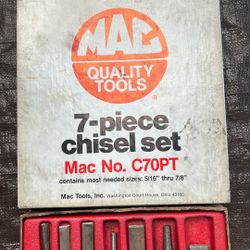 MAC
QUALITY
TOOLS
7-piece
chisel set
Mac No. C70PT
contains most needed sizes: 5/16" thru 7/8"
Mac Tools, Inc. Washington Court House, Ohio 43160